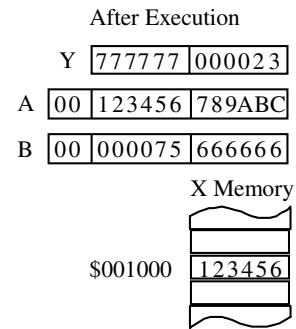 After Execution
Y 777777 000023
A 00 123456 789ABC
B 00 000075 666666
X Memory
$001000 123456